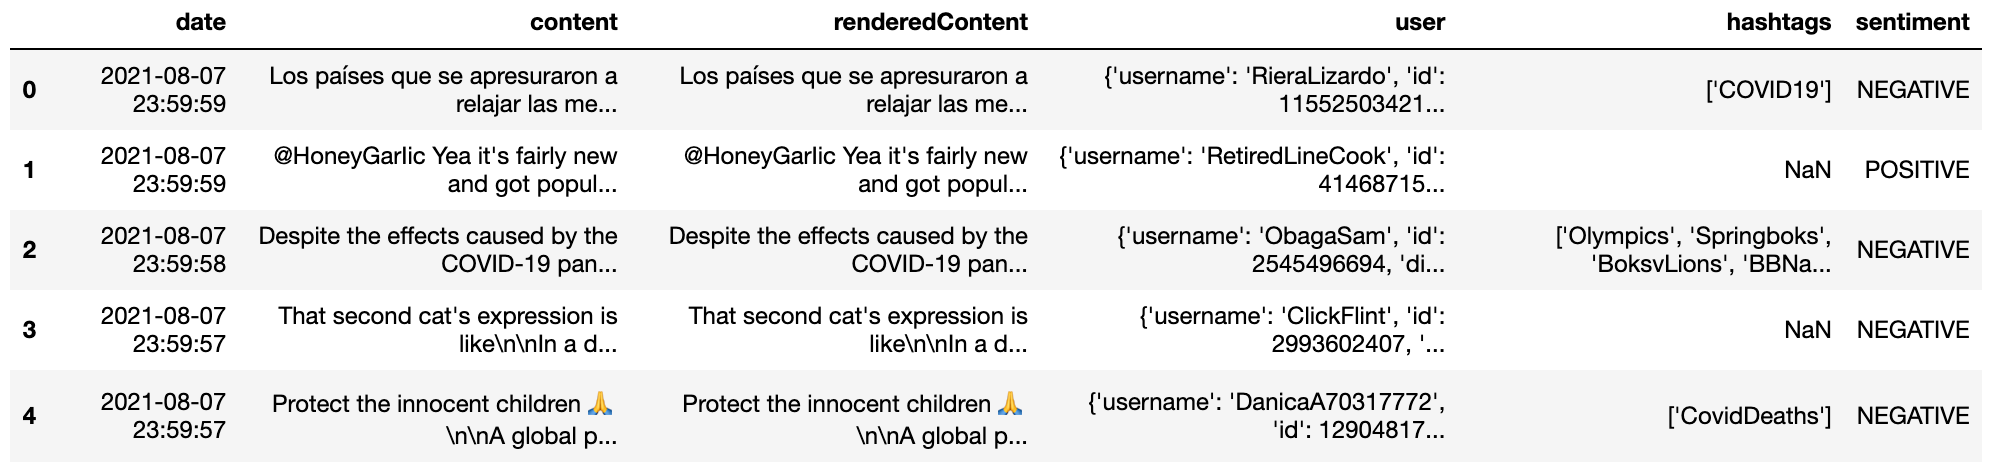 date content renderedContent user hashtags sentiment
0 2021-08-07 23:59:59 Los países que se apresuraron a relajar las me... Los países que se apresuraron a relajar las me... {'username': 'RieraLizardo', 'id': 11552503421... ['COVID19'] NEGATIVE
1 2021-08-07 23:59:59 @HoneyGarlic Yea it's fairly new and got popul... @HoneyGarlic Yea it's fairly new and got popul... {'username': 'RetiredLineCook', 'id': 41468715... NaN POSITIVE
2 2021-08-07 23:59:58 Despite the effects caused by the COVID-19 pan... Despite the effects caused by the COVID-19 pan... {'username': 'ObagaSam', 'id': 2545496694, 'di... ['Olympics', 'Springboks', 'BoksvLions', 'BBNa... NEGATIVE
3 2021-08-07 23:59:57 That second cat's expression is like\n\nIn a d... That second cat's expression is like\n\nIn a d... {'username': 'ClickFlint', 'id': 2993602407, '... NaN NEGATIVE
4 2021-08-07 23:59:57 Protect the innocent children 🙏 \n\nA global p... Protect the innocent children 🙏 \n\nA global p... {'username': 'DanicaA70317772', 'id': 12904817... ['CovidDeaths'] NEGATIVE